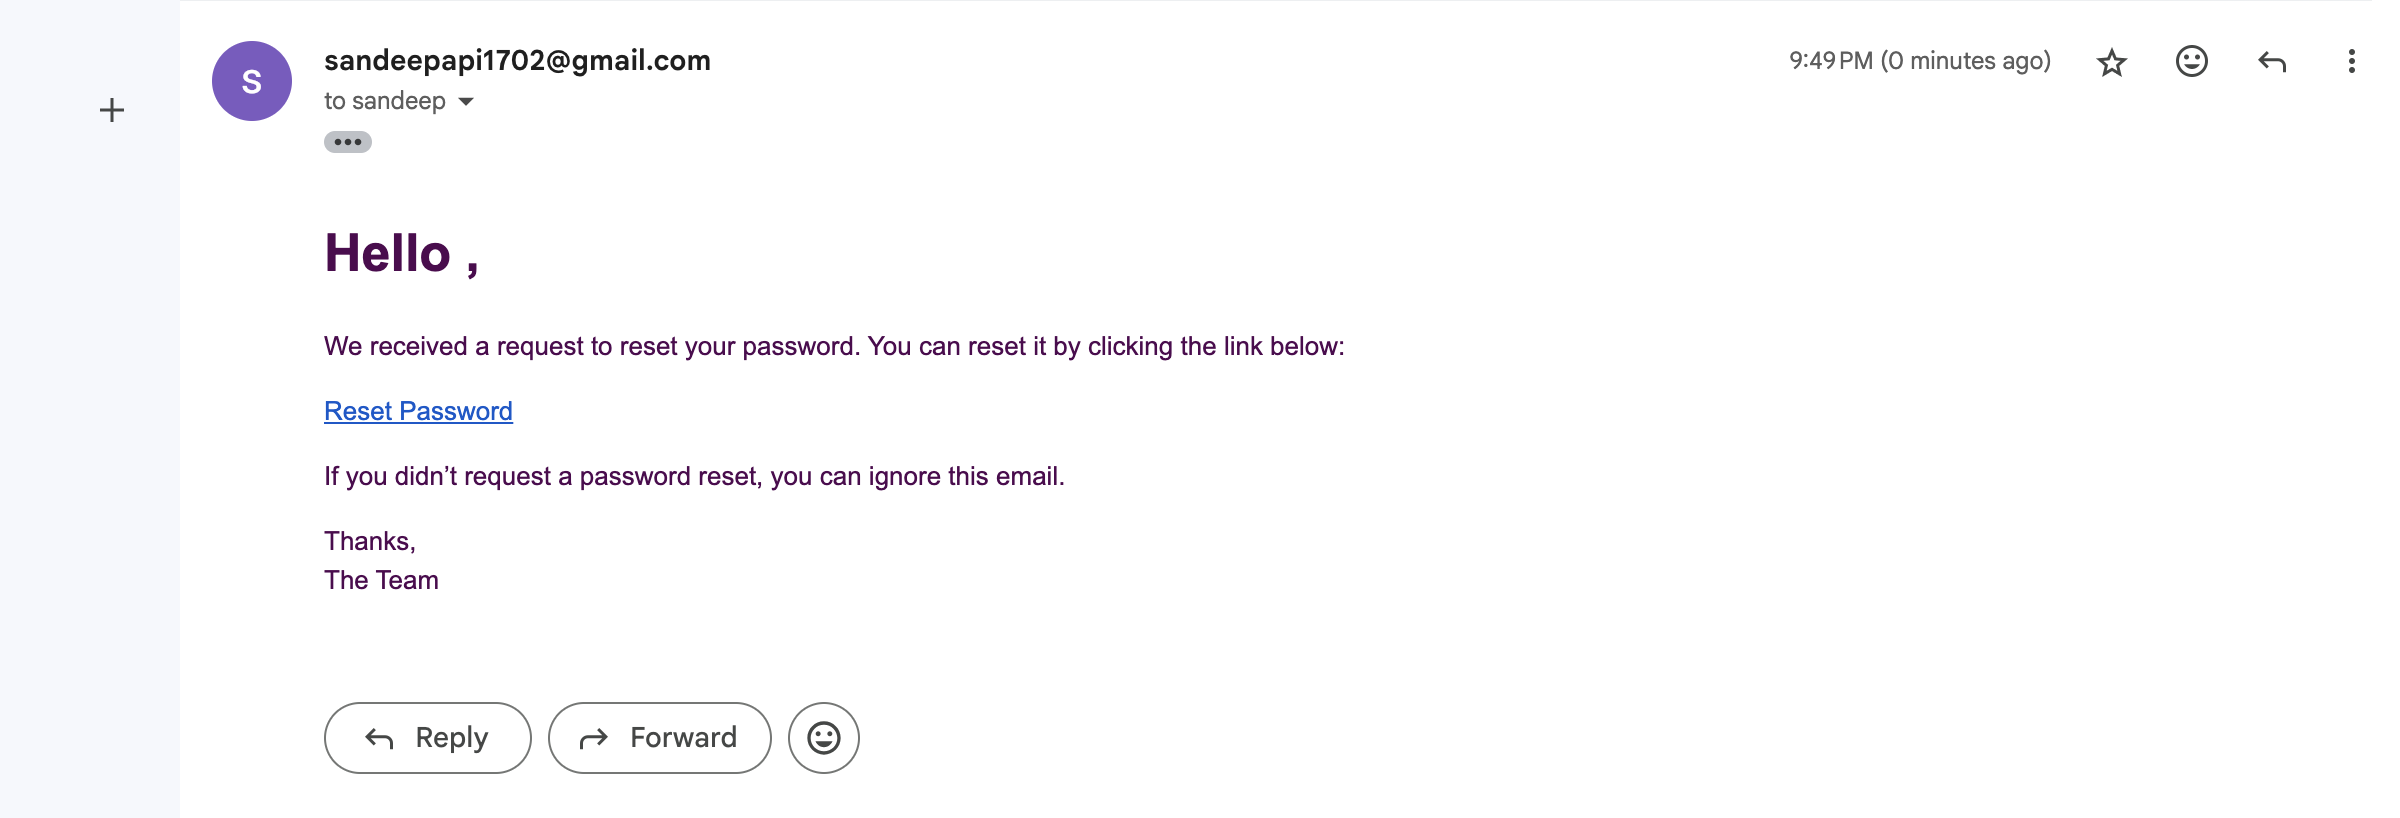 S
sandeepapi1702@gmail.com
9:49 PM (0 minutes ago)
to sandeep
Hello ,
We received a request to reset your password. You can reset it by clicking the link below:
Reset Password
If you didn’t request a password reset, you can ignore this email.
Thanks,
The Team
Reply
Forward